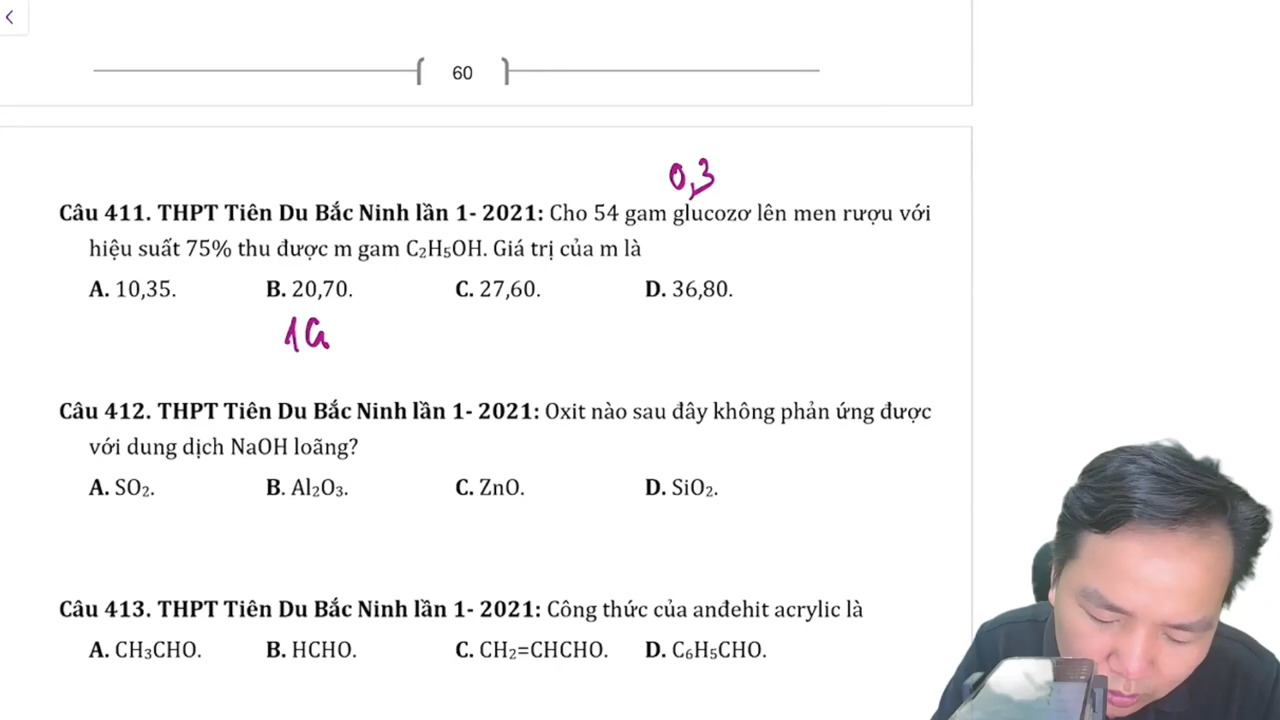 60
0,3
Câu 411. THPT Tiên Du Bắc Ninh lần 1- 2021: Cho 54 gam glucozơ lên men rượu với
hiệu suất 75% thu được m gam C₂H₅OH. Giá trị của m là
A. 10,35. B. 20,70. C. 27,60. D. 36,80.
1G
Câu 412. THPT Tiên Du Bắc Ninh lần 1- 2021: Oxit nào sau đây không phản ứng được
với dung dịch NaOH loãng?
A. SO₂. B. Al₂O₃. C. ZnO. D. SiO₂.
Câu 413. THPT Tiên Du Bắc Ninh lần 1- 2021: Công thức của anđehit acrylic là
A. CH₃CHO. B. HCHO. C. CH₂=CHCHO. D. C₆H₅CHO.